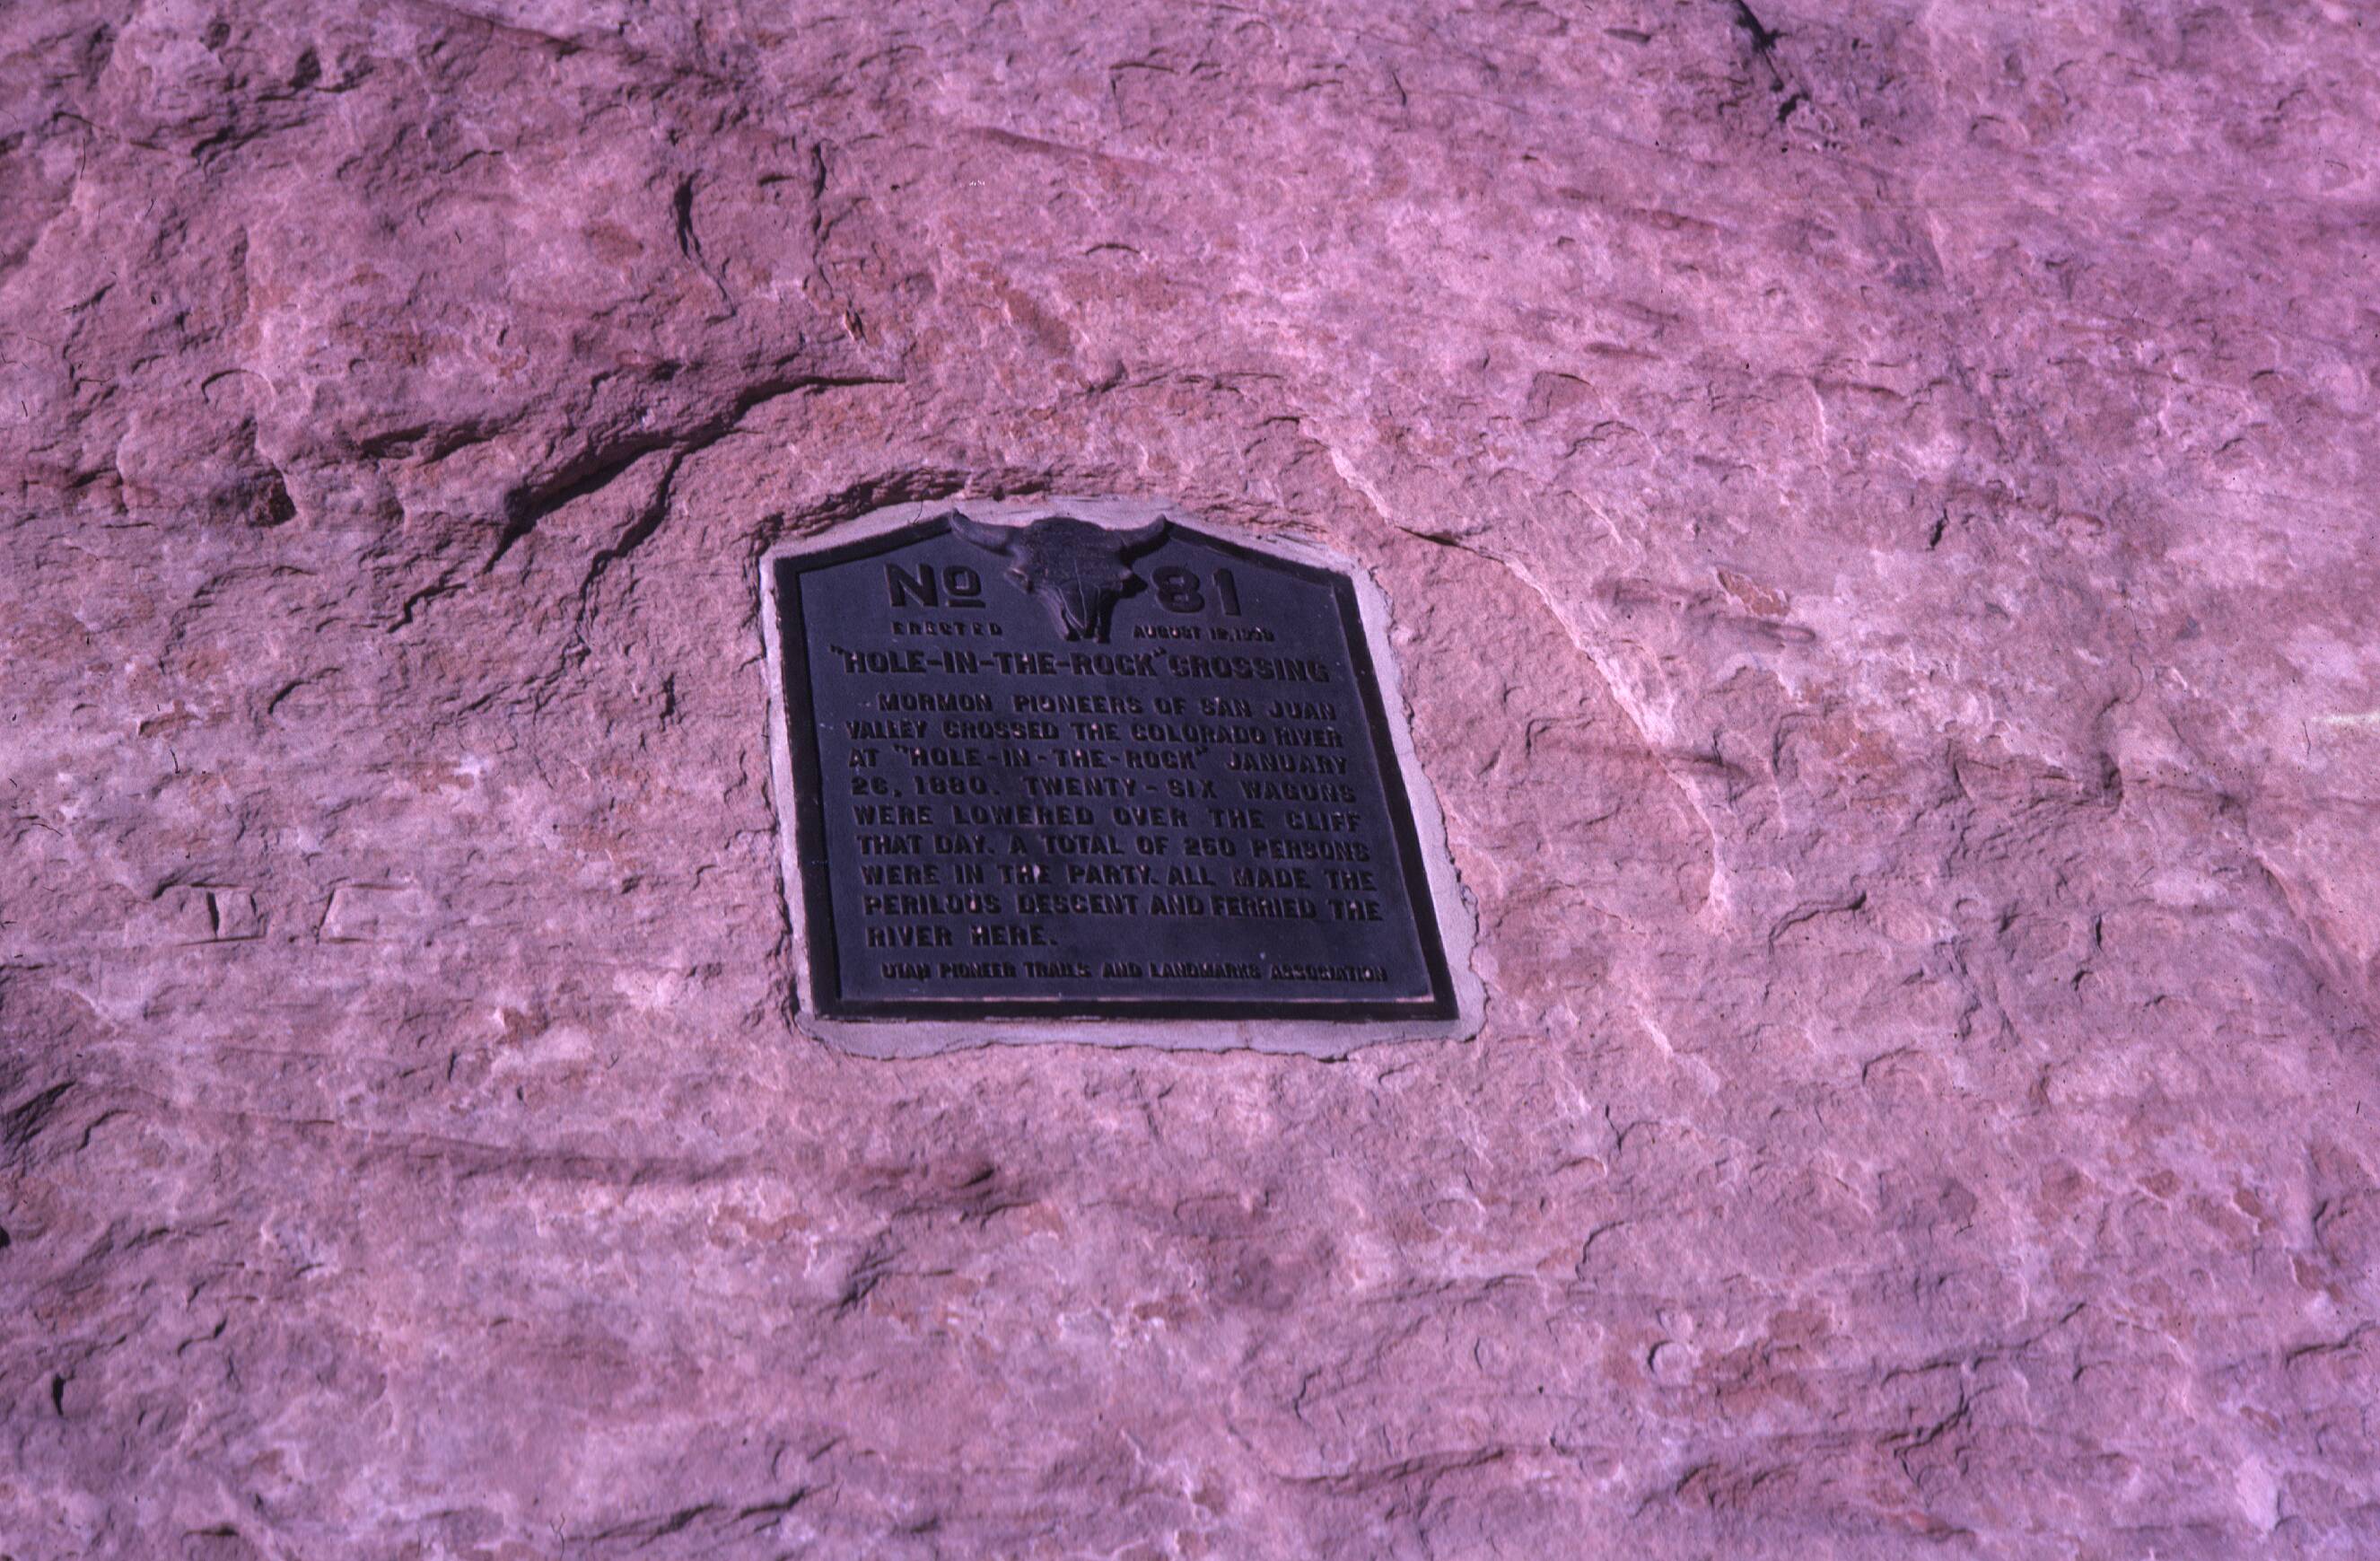 No 81
ERECTED AUGUST
"HOLE-IN-THE-ROCK" CROSSING
MORMON PIONEERS OF SAN JUAN
VALLEY CROSSED THE COLORADO RIVER
AT "HOLE-IN-THE-ROCK" JANUARY
26, 1880. TWENTY-SIX WAGONS
WERE LOWERED OVER THE CLIFF
THAT DAY. A TOTAL OF 250 PERSONS
WERE IN THE PARTY. ALL MADE THE
PERILOUS DESCENT AND FERRIED THE
RIVER HERE.
UTAH PIONEER TRAILS AND LANDMARKS ASSOCIATION